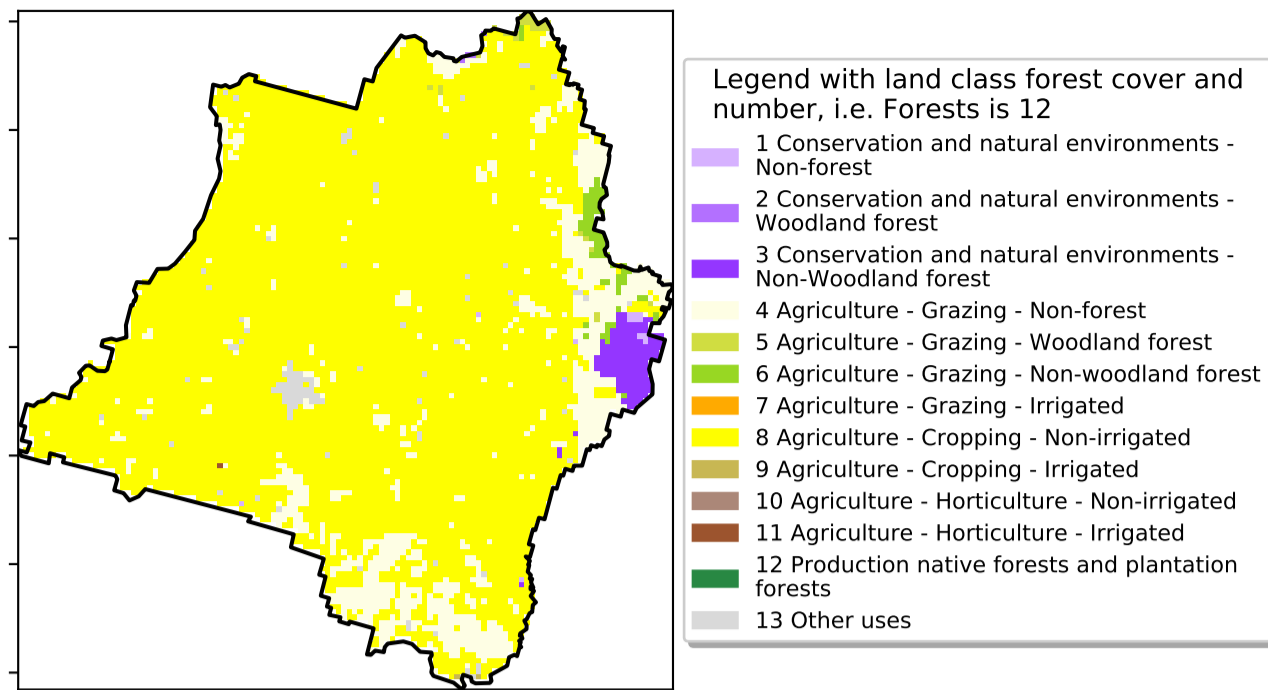 Legend with land class forest cover and
number, i.e. Forests is 12
1 Conservation and natural environments -
Non-forest
2 Conservation and natural environments -
Woodland forest
3 Conservation and natural environments -
Non-Woodland forest
4 Agriculture - Grazing - Non-forest
5 Agriculture - Grazing - Woodland forest
6 Agriculture - Grazing - Non-woodland forest
7 Agriculture - Grazing - Irrigated
8 Agriculture - Cropping - Non-irrigated
9 Agriculture - Cropping - Irrigated
10 Agriculture - Horticulture - Non-irrigated
11 Agriculture - Horticulture - Irrigated
12 Production native forests and plantation
forests
13 Other uses